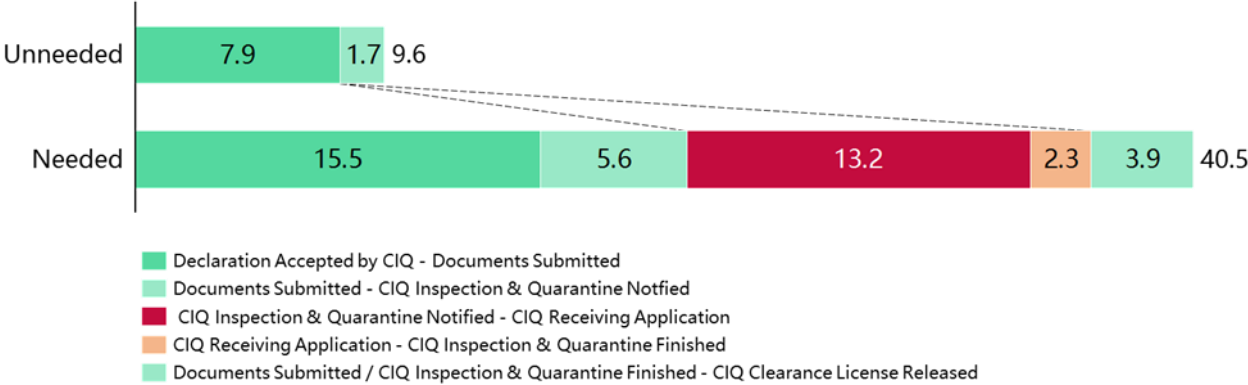 Unneeded 7.9 1.7 9.6
Needed 15.5 5.6 13.2 2.3 3.9 40.5
Declaration Accepted by CIQ - Documents Submitted
Documents Submitted - CIQ Inspection & Quarantine Notfied
CIQ Inspection & Quarantine Notified - CIQ Receiving Application
CIQ Receiving Application - CIQ Inspection & Quarantine Finished
Documents Submitted / CIQ Inspection & Quarantine Finished - CIQ Clearance License Released